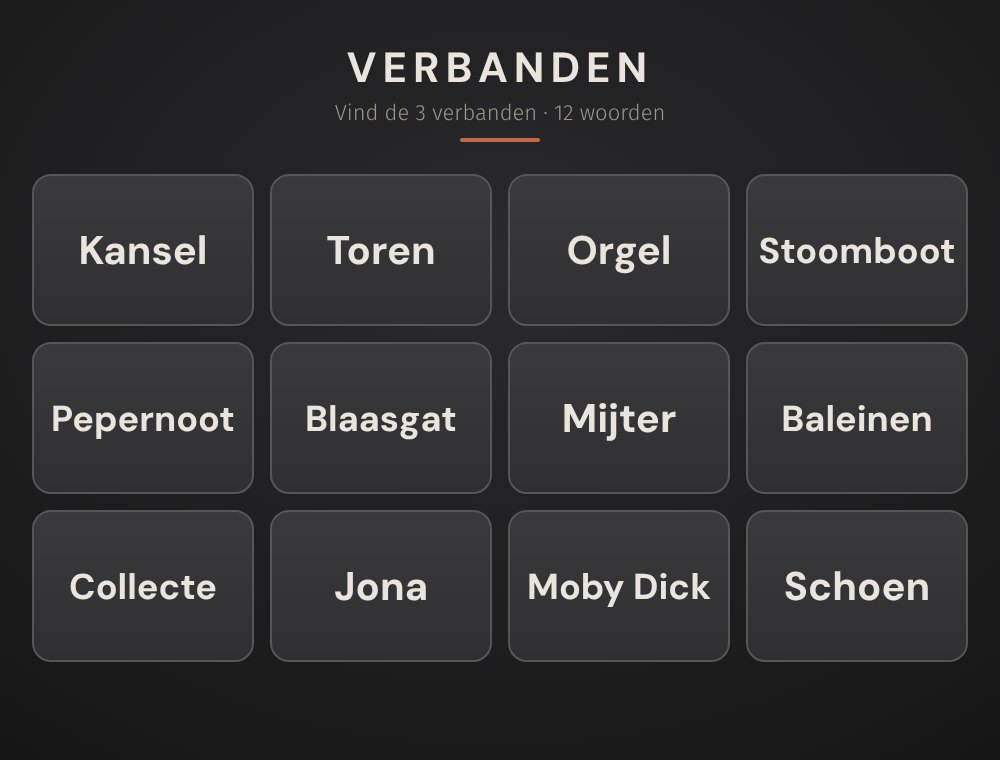 VERBANDEN
Vind de 3 verbanden · 12 woorden
Kansel
Toren
Orgel
Stoomboot
Pepernoot
Blaasgat
Mijter
Baleinen
Collecte
Jona
Moby Dick
Schoen